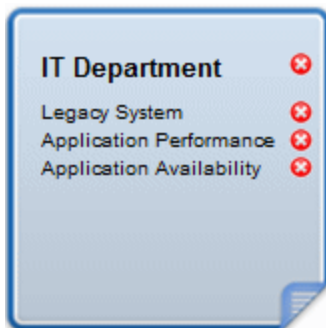 IT Department
Legacy System
Application Performance
Application Availability